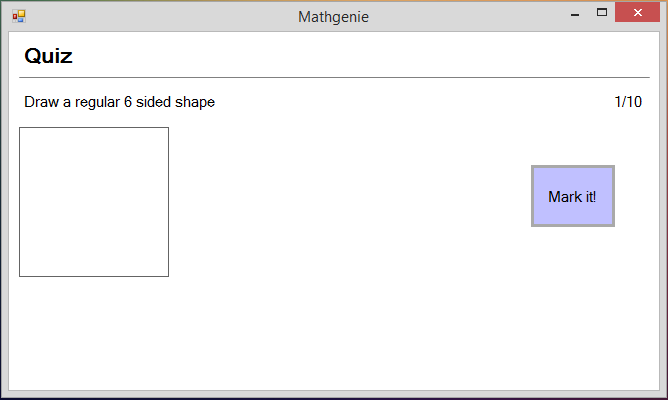 Mathgenie
Quiz
Draw a regular 6 sided shape
1/10
Mark it!